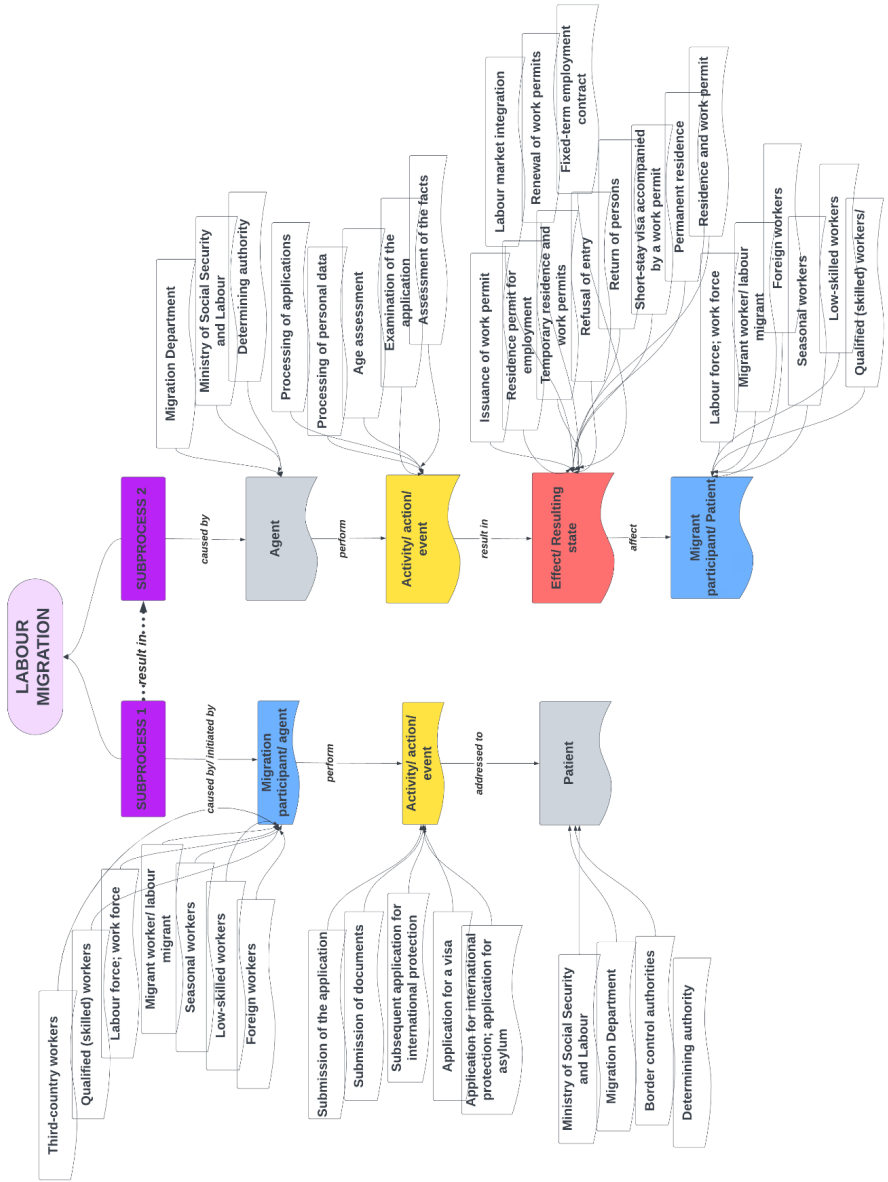 LABOUR
MIGRATION
SUBPROCESS 1
result in
SUBPROCESS 2
caused by/ initiated by
Migration
participant/ agent
perform
Activity/ action/
event
addressed to
Patient
Third-country workers
Qualified (skilled) workers
Labour force; work force
Migrant worker/ labour
migrant
Seasonal workers
Low-skilled workers
Foreign workers
Submission of the application
Submission of documents
Subsequent application for
international protection
Application for a visa
Application for international
protection; application for
asylum
Ministry of Social Security
and Labour
Migration Department
Border control authorities
Determining authority
caused by
Agent
perform
Activity/ action/
event
result in
Effect/ Resulting
state
affect
Migrant
participant/ Patient
Migration Department
Ministry of Social Security
and Labour
Determining authority
Processing of applications
Processing of personal data
Age assessment
Examination of the
application
Assessment of the facts
Issuance of work permit
Labour market integration
Residence permit for
employment
Renewal of work permits
Temporary residence and
work permits
Fixed-term employment
contract
Refusal of entry
Return of persons
Short-stay visa accompanied
by a work permit
Permanent residence
Residence and work permit
Labour force; work force
Migrant worker/ labour
migrant
Foreign workers
Seasonal workers
Low-skilled workers
Qualified (skilled) workers/